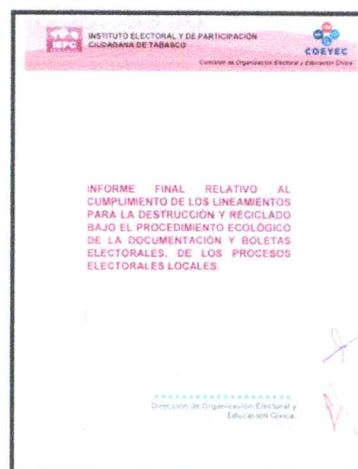 IEPC
INSTITUTO ELECTORAL Y DE PARTICIPACIÓN
CIUDADANA DE TABASCO
COEYEC
Comisión de Organización Electoral y Educación Cívica
INFORME FINAL RELATIVO AL
CUMPLIMIENTO DE LOS LINEAMIENTOS
PARA LA DESTRUCCIÓN Y RECICLADO
BAJO EL PROCEDIMIENTO ECOLÓGICO
DE LA DOCUMENTACIÓN Y BOLETAS
ELECTORALES, DE LOS PROCESOS
ELECTORALES LOCALES.
Dirección de Organización Electoral y
Educación Cívica.